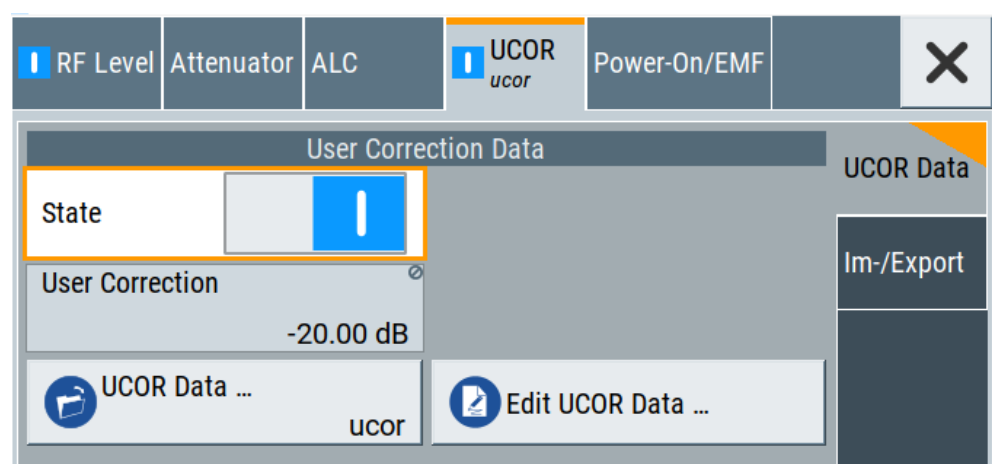 RF Level
Attenuator
ALC
UCOR
ucor
Power-On/EMF
User Correction Data
UCOR Data
State
Im-/Export
User Correction
-20.00 dB
UCOR Data ...
ucor
Edit UCOR Data ...